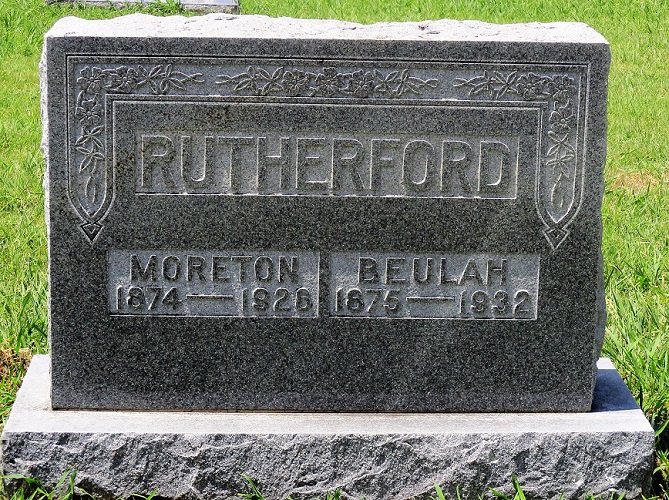 RUTHERFORD
MORETON BEULAH
1874—1926 1875—1932